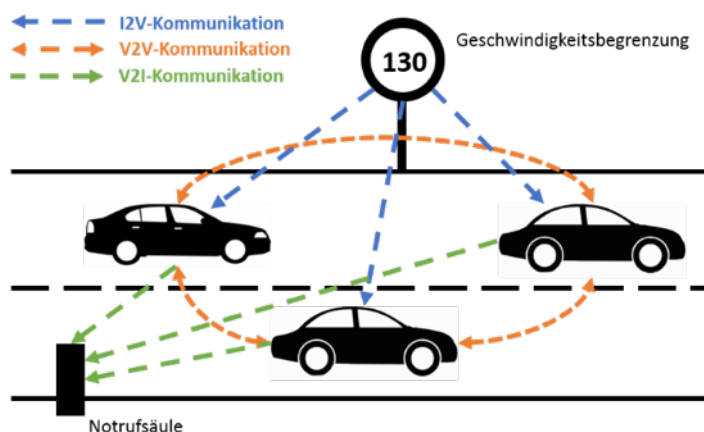 I2V-Kommunikation
V2V-Kommunikation
V2I-Kommunikation
Geschwindigkeitsbegrenzung
130
Notrufsäule